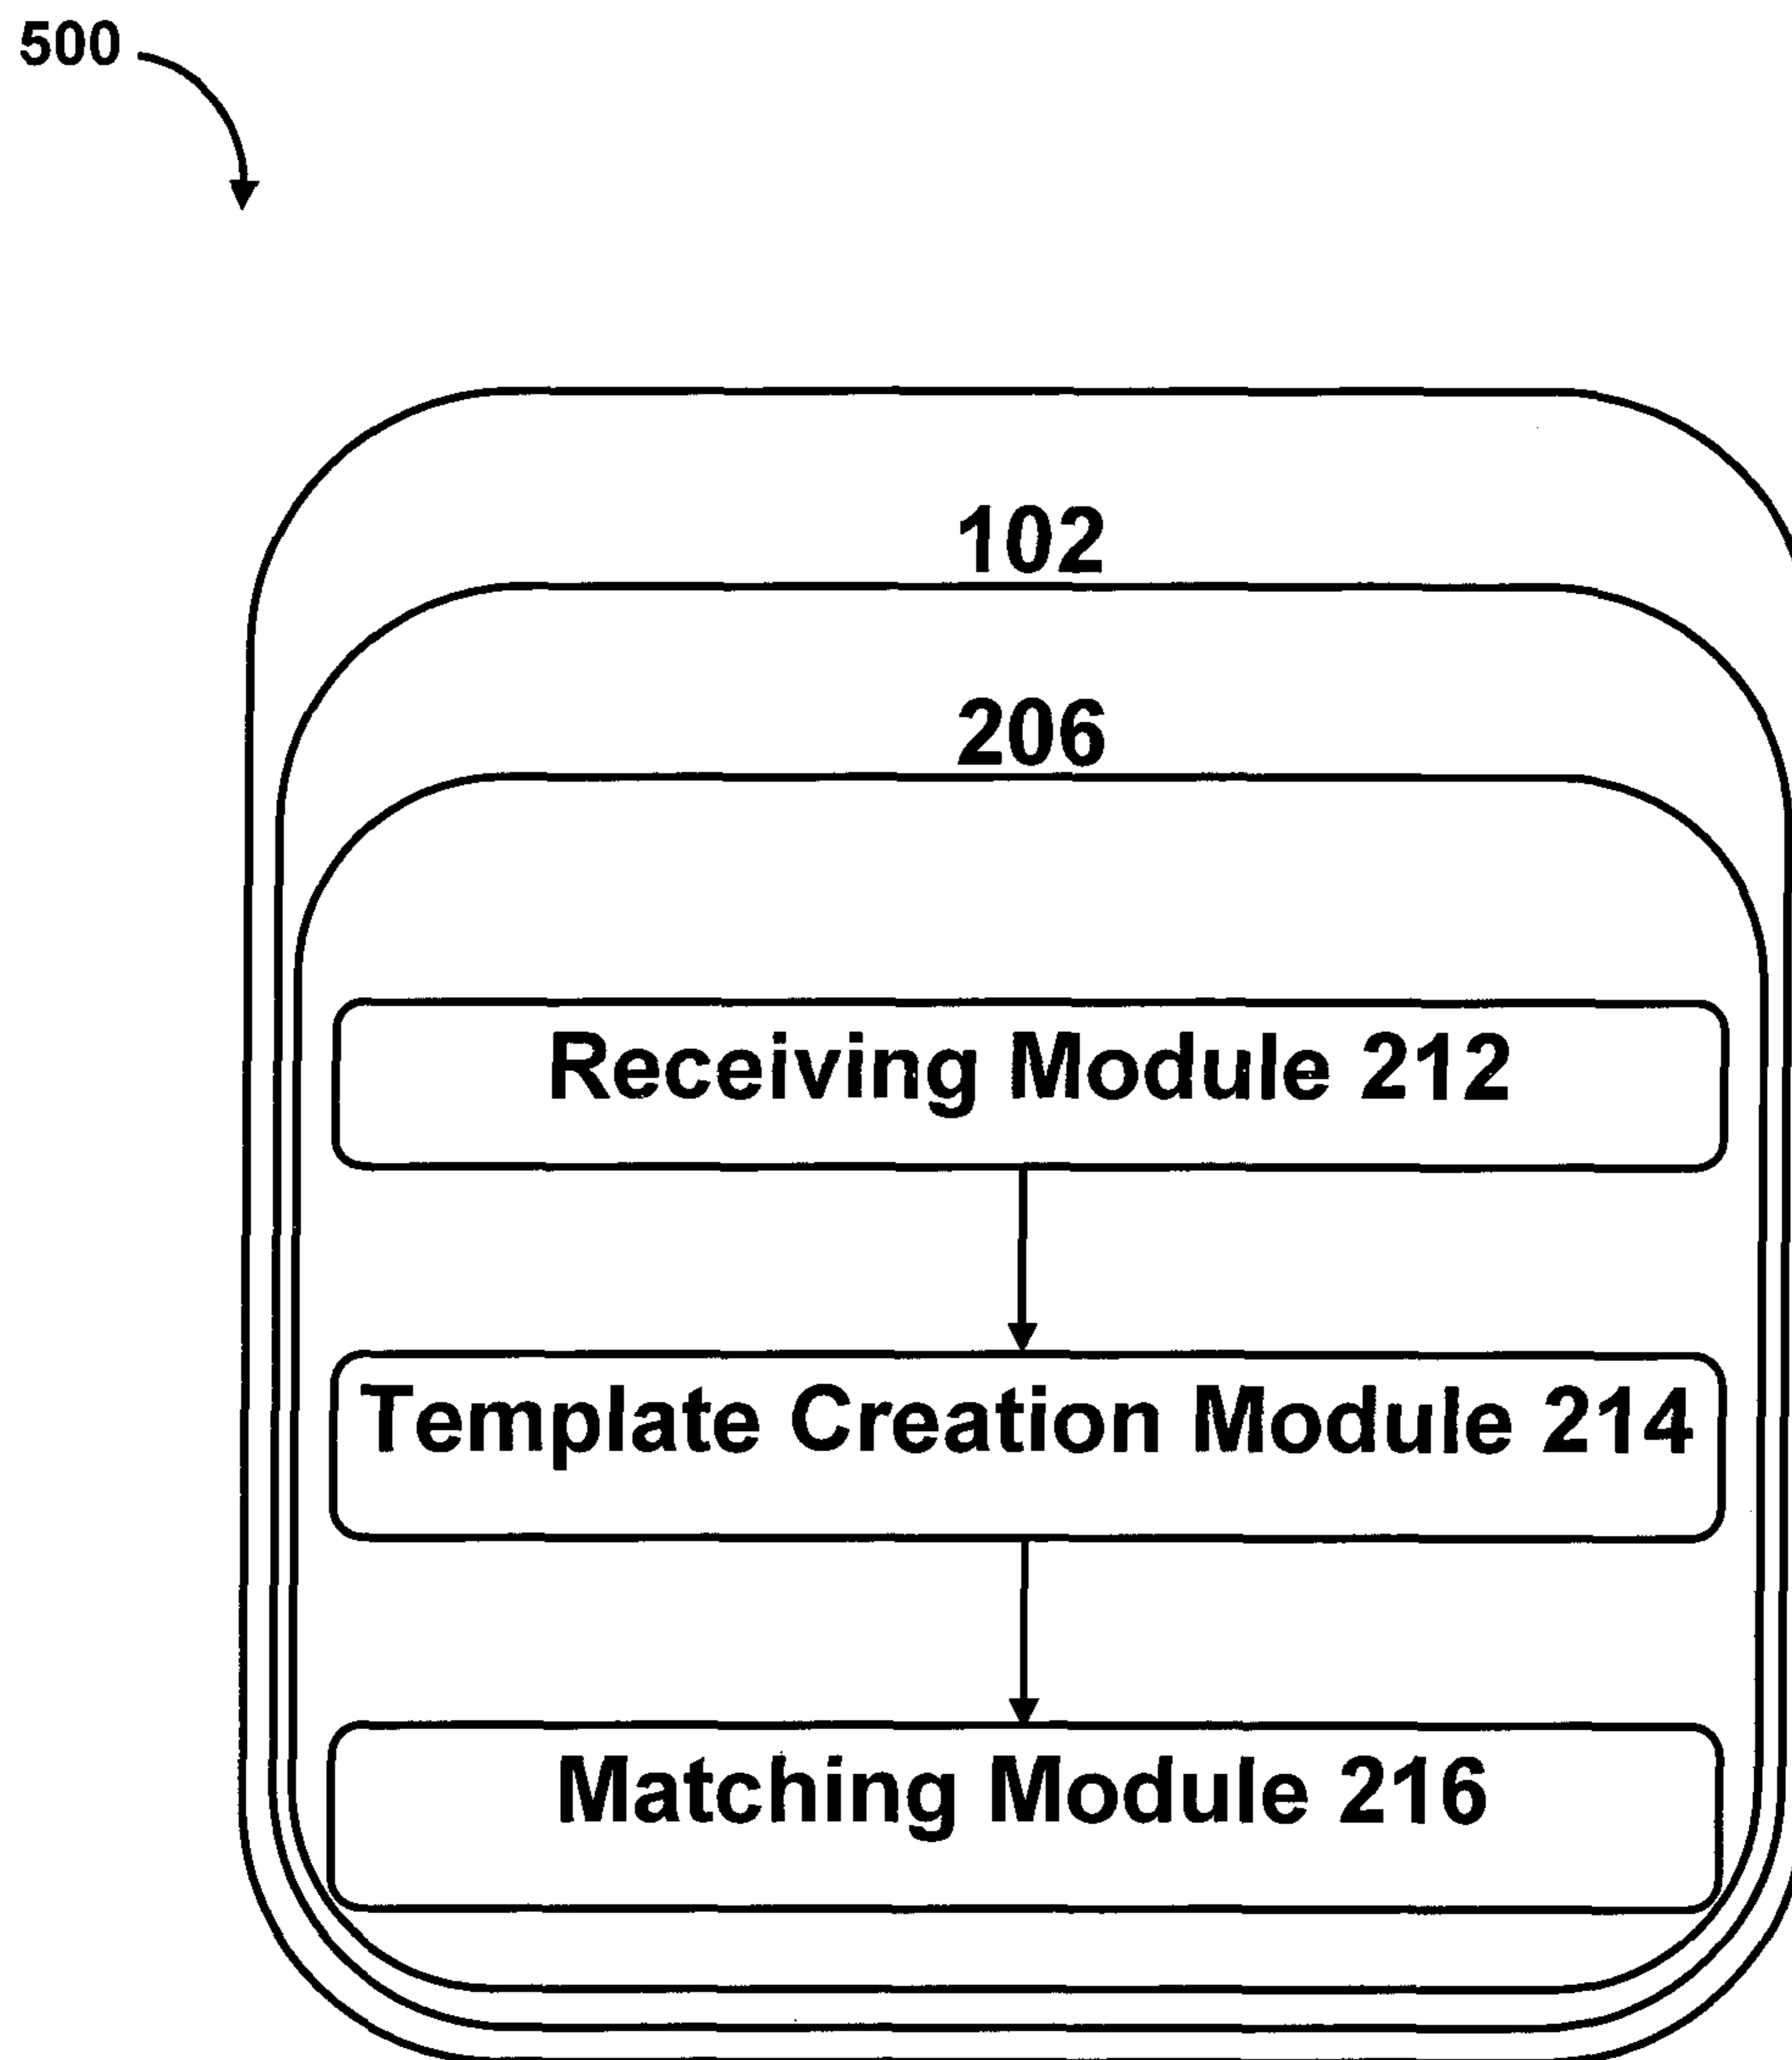 500
102
206
Receiving Module 212
Template Creation Module 214
Matching Module 216